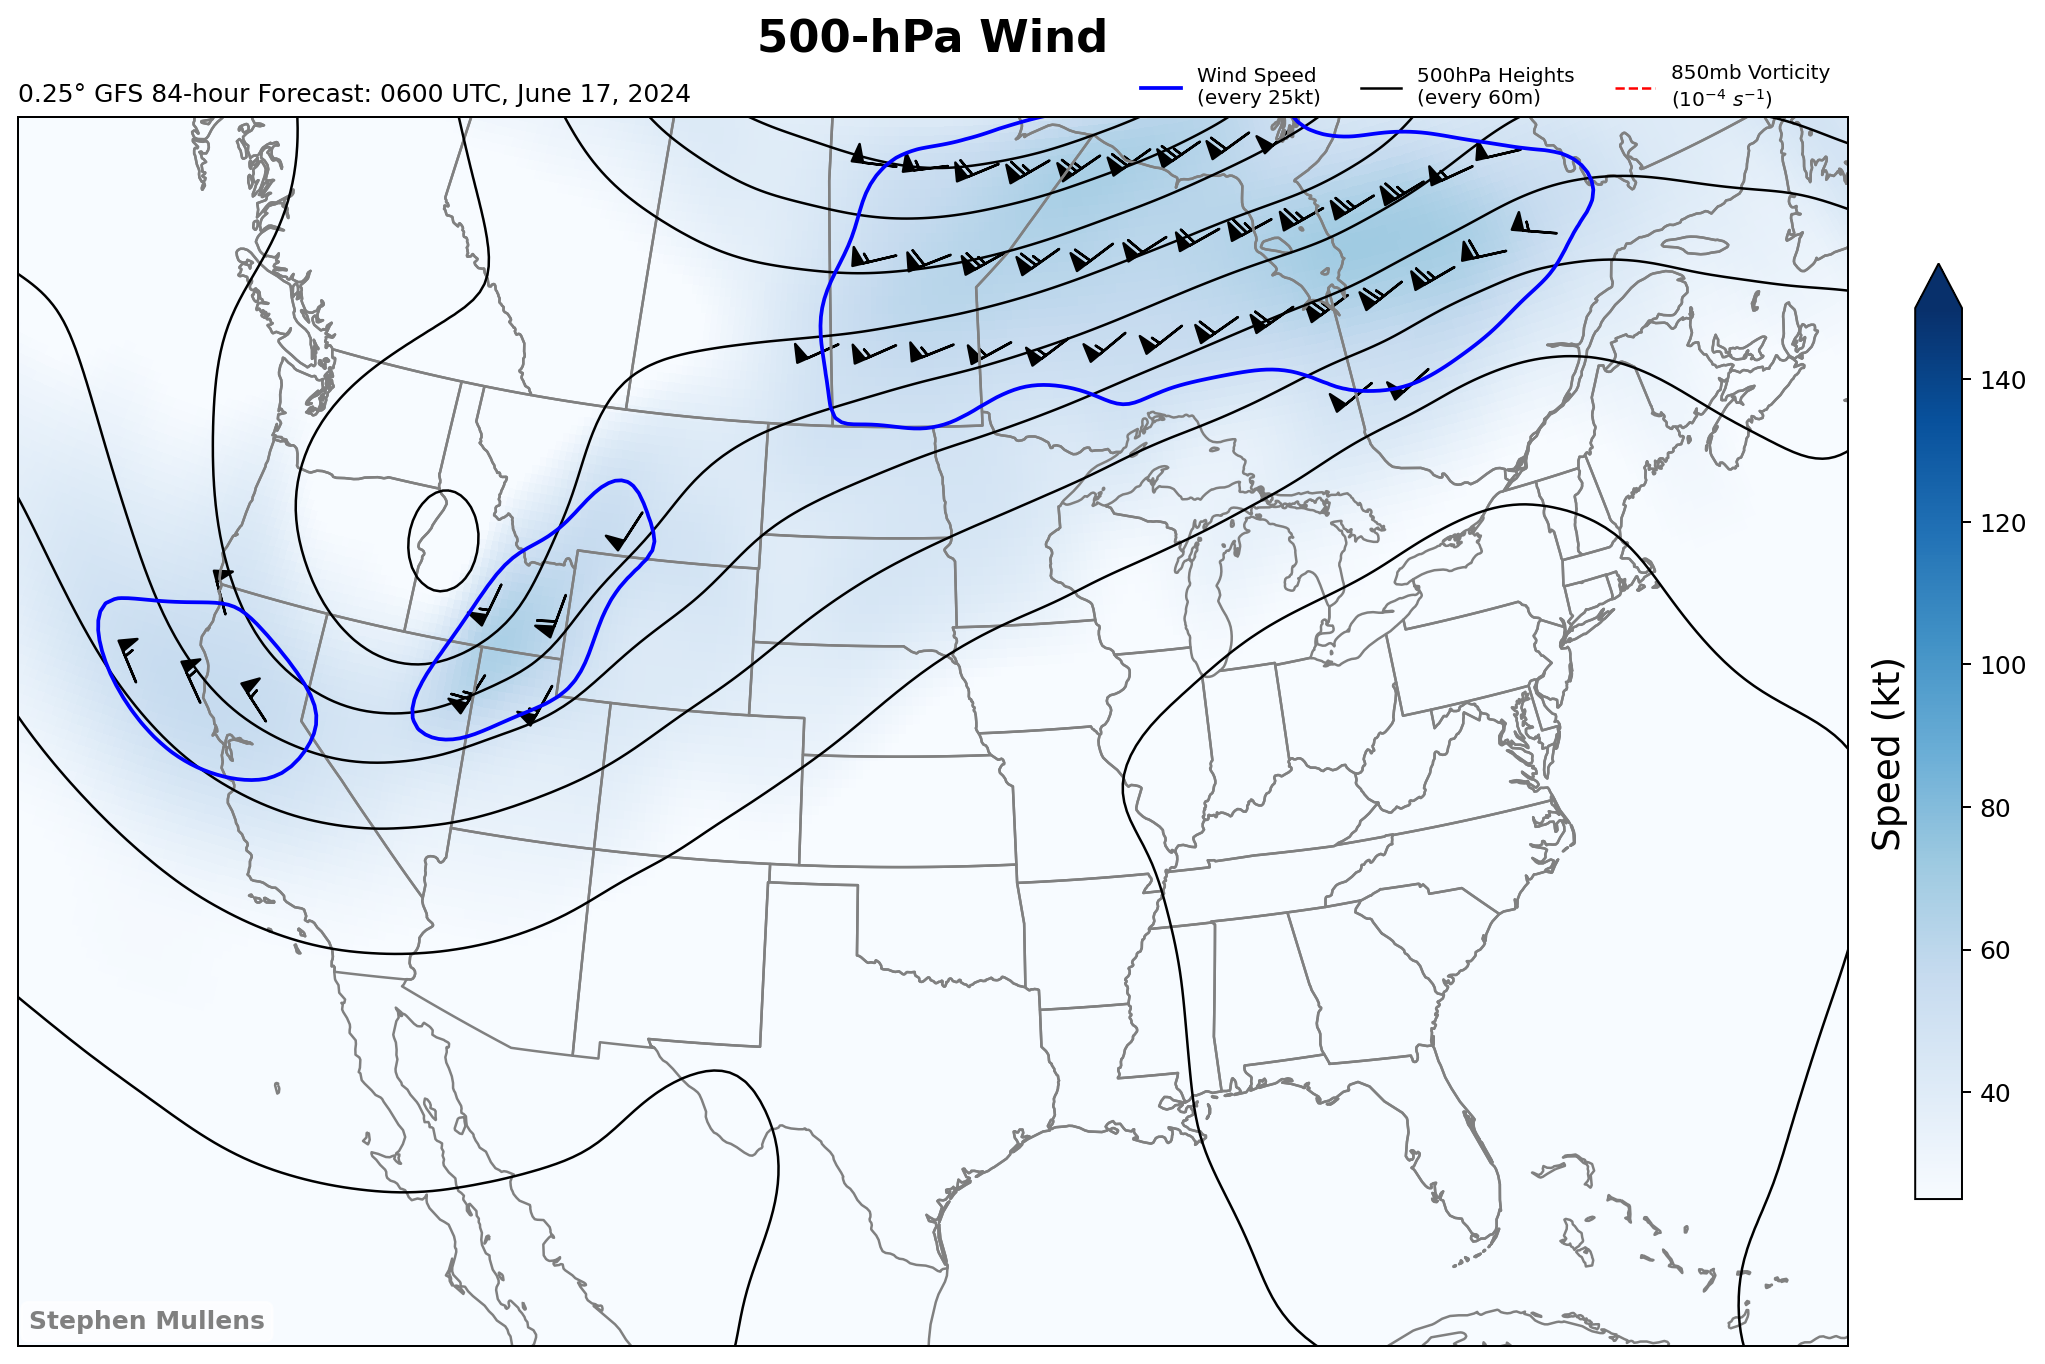 500-hPa Wind
0.25° GFS 84-hour Forecast: 0600 UTC, June 17, 2024
Wind Speed
(every 25kt)
500hPa Heights
(every 60m)
850mb Vorticity
(10⁻⁴ s⁻¹)
140
120
100
80
60
40
Speed (kt)
Stephen Mullens